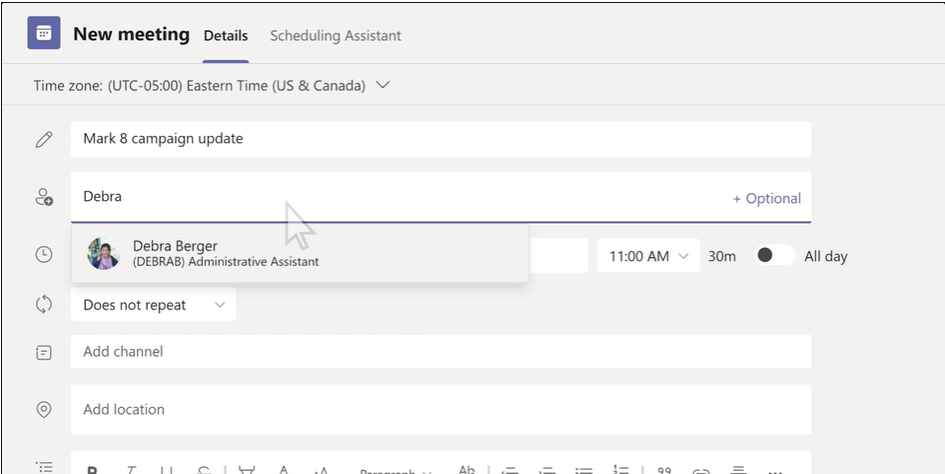 New meeting Details Scheduling Assistant
Time zone: (UTC-05:00) Eastern Time (US & Canada)
Mark 8 campaign update
Debra + Optional
Debra Berger
(DEBRAB) Administrative Assistant
11:00 AM 30m All day
Does not repeat
Add channel
Add location
Paragraph